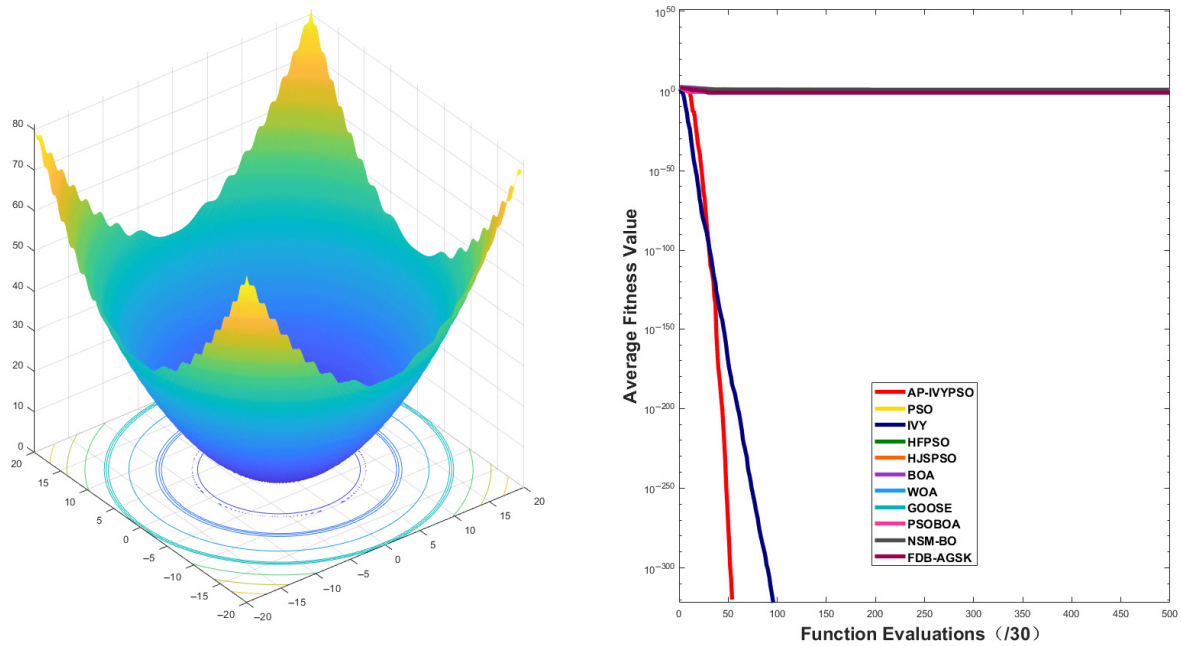 80
70
60
50
40
30
20
10
0
20
15
10
5
0
−5
−10
−15
−20
−20
−15
−10
−5
0
5
10
15
20
10^50
10^0
10^−50
10^−100
10^−150
10^−200
10^−250
10^−300
Average Fitness Value
AP-IVYPSO
PSO
IVY
HFPSO
HJSPSO
BOA
WOA
GOOSE
PSOBOA
NSM-BO
FDB-AGSK
0 50 100 150 200 250 300 350 400 450 500
Function Evaluations（/30）